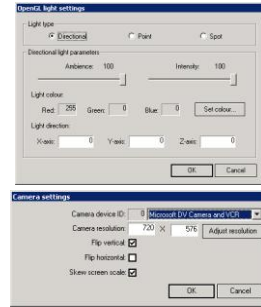 OpenGL light settings
Light type
Directional Point Spot
Directional light parameters
Ambience: 100 Intensity: 100
Light colour:
Red: 255 Green: 0 Blue: 0 Set colour...
Light direction:
X-axis: 0 Y-axis: 0 Z-axis: 0
OK Cancel
Camera settings
Camera device ID: 0 Microsoft DV Camera and VCR
Camera resolution: 720 X 576 Adjust resolution
Flip vertical:
Flip horizontal:
Skew screen scale:
OK Cancel